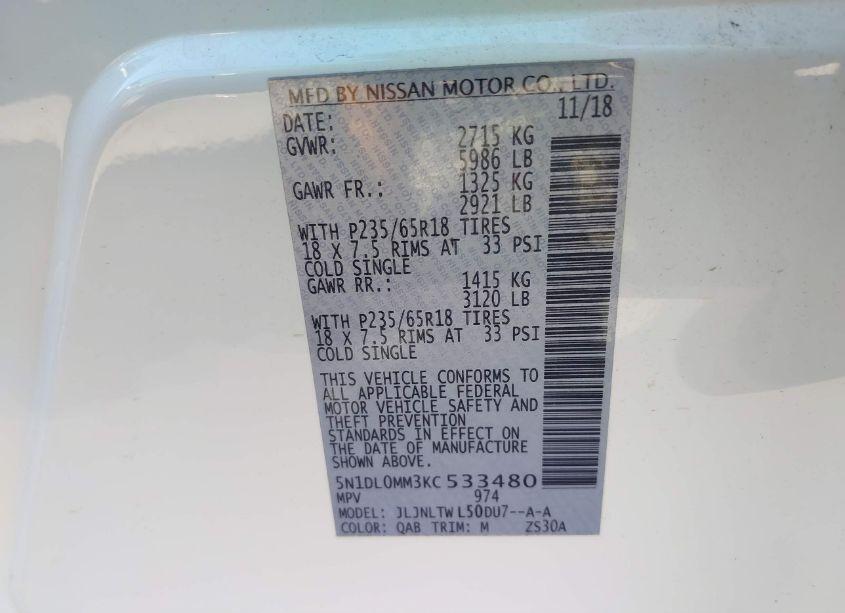 MFD BY NISSAN MOTOR CO., LTD.
DATE: 11/18
GVWR: 2715 KG
5986 LB
GAWR FR.: 1325 KG
2921 LB
WITH P235/65R18 TIRES
18 X 7.5 RIMS AT 33 PSI
COLD SINGLE
GAWR RR.: 1415 KG
3120 LB
WITH P235/65R18 TIRES
18 X 7.5 RIMS AT 33 PSI
COLD SINGLE
THIS VEHICLE CONFORMS TO
ALL APPLICABLE FEDERAL
MOTOR VEHICLE SAFETY AND
THEFT PREVENTION
STANDARDS IN EFFECT ON
THE DATE OF MANUFACTURE
SHOWN ABOVE.
5N1DL0MM3KC533480
MPV 974
MODEL: JLJNLTWL50DU7--A-A
COLOR: QAB TRIM: M ZS30A